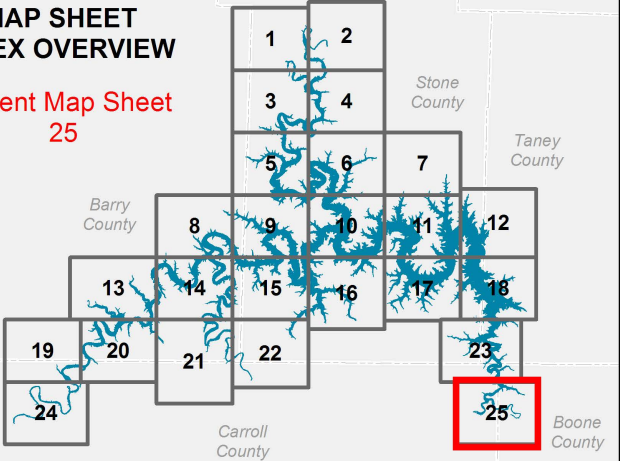 MAP SHEET
EX OVERVIEW
ent Map Sheet
25
1
2
Stone
County
3
4
Taney
County
5
6
7
Barry
County
8
9
10
11
12
13
14
15
16
17
18
19
20
21
22
23
24
25
Carroll
County
Boone
County